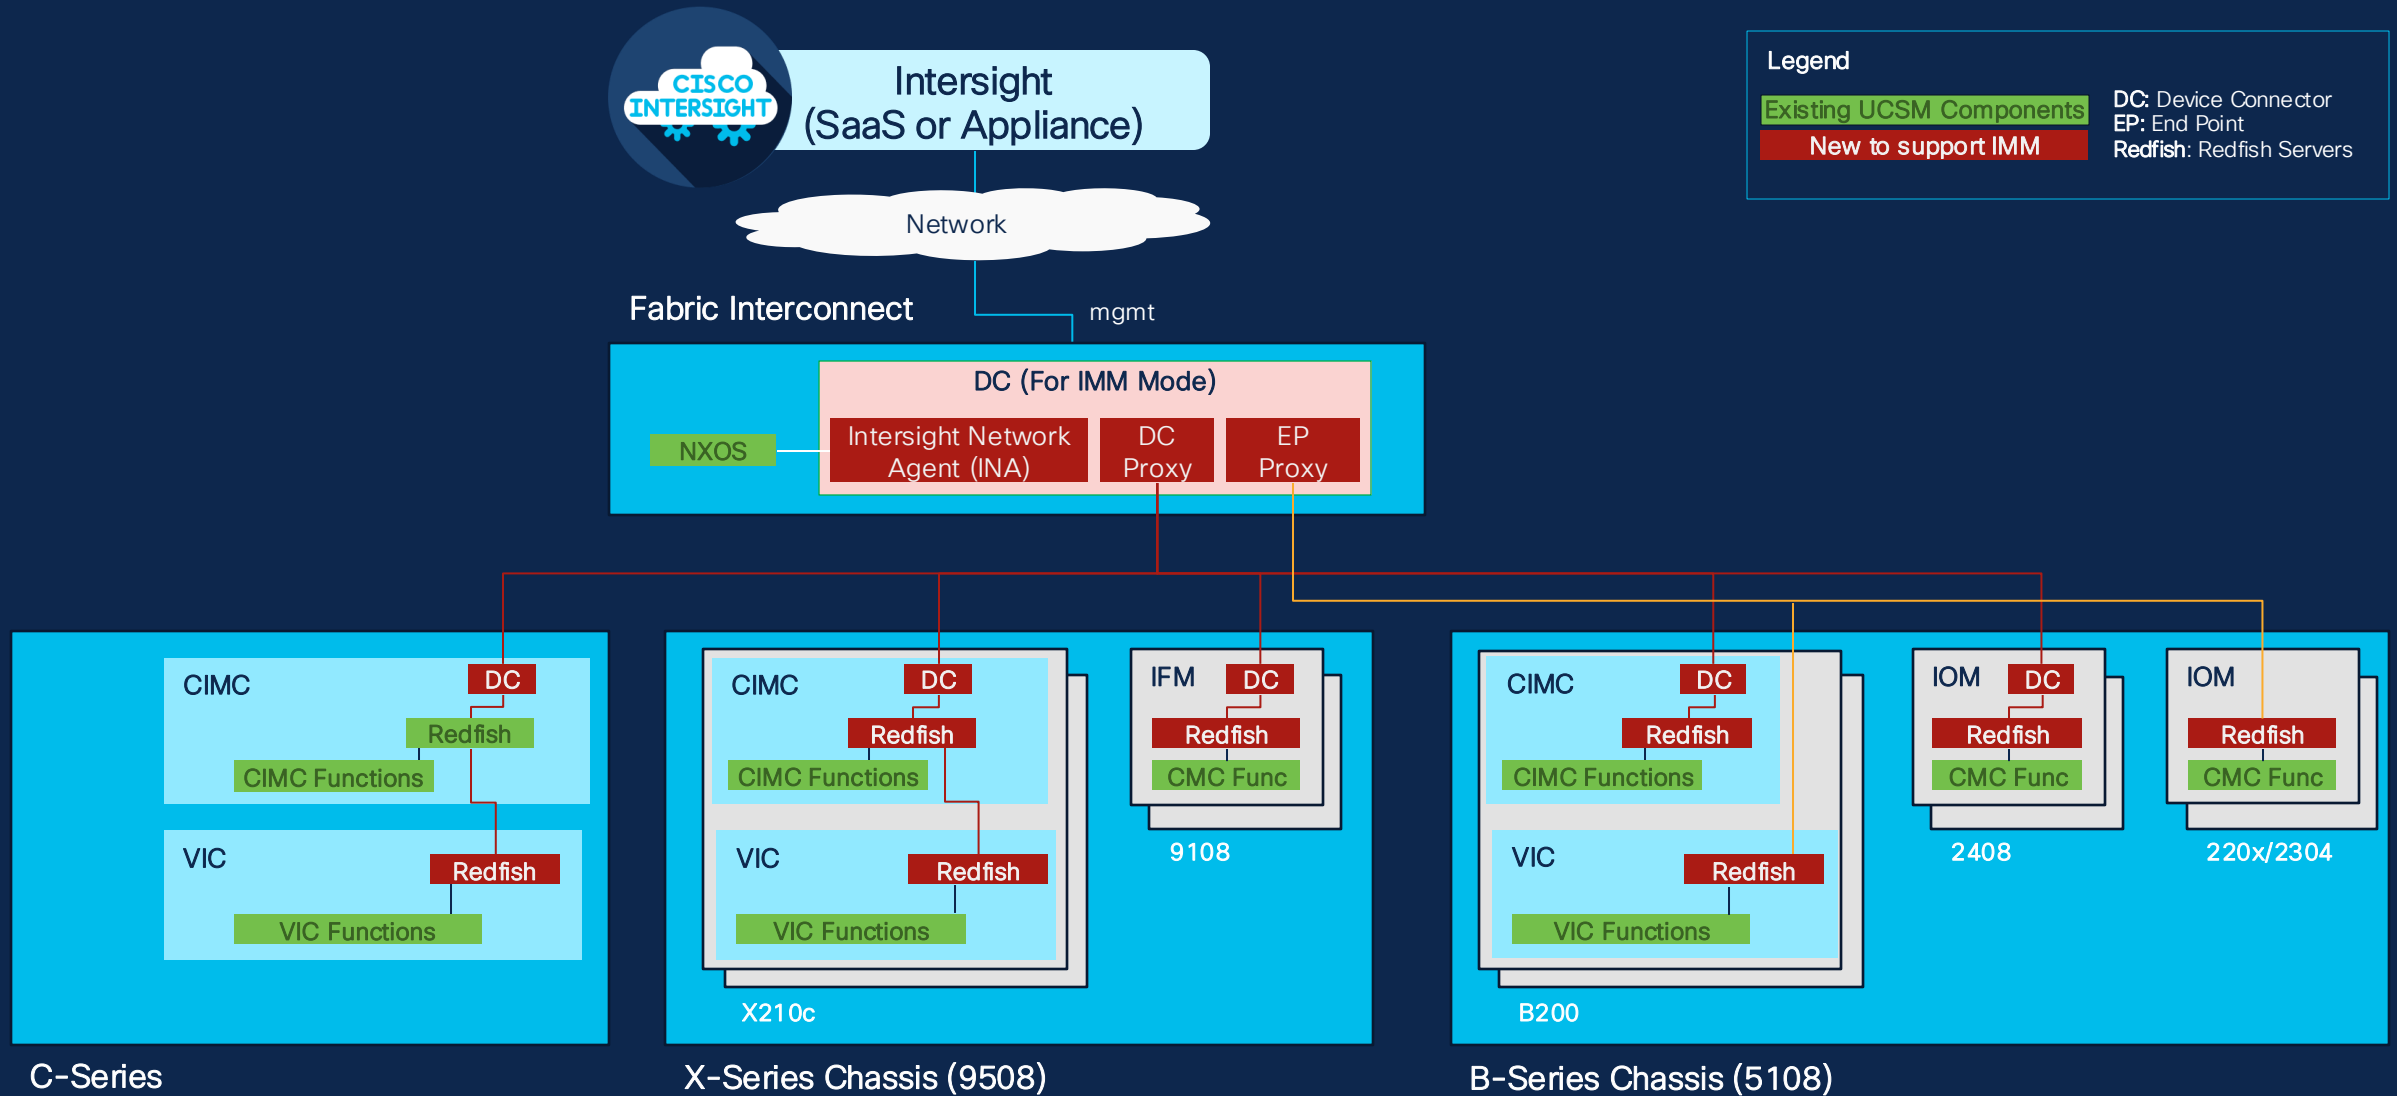 CISCO
INTERSIGHT
Intersight
(SaaS or Appliance)
Legend
Existing UCSM Components
New to support IMM
DC: Device Connector
EP: End Point
Redfish: Redfish Servers
Network
Fabric Interconnect
mgmt
DC (For IMM Mode)
NXOS
Intersight Network
Agent (INA)
DC
Proxy
EP
Proxy
CIMC
DC
Redfish
CIMC Functions
VIC
Redfish
VIC Functions
C-Series
CIMC
DC
Redfish
CIMC Functions
VIC
Redfish
VIC Functions
X210c
IFM
DC
Redfish
CMC Func
9108
X-Series Chassis (9508)
CIMC
DC
Redfish
CIMC Functions
VIC
Redfish
VIC Functions
B200
IOM
DC
Redfish
CMC Func
2408
IOM
Redfish
CMC Func
220x/2304
B-Series Chassis (5108)